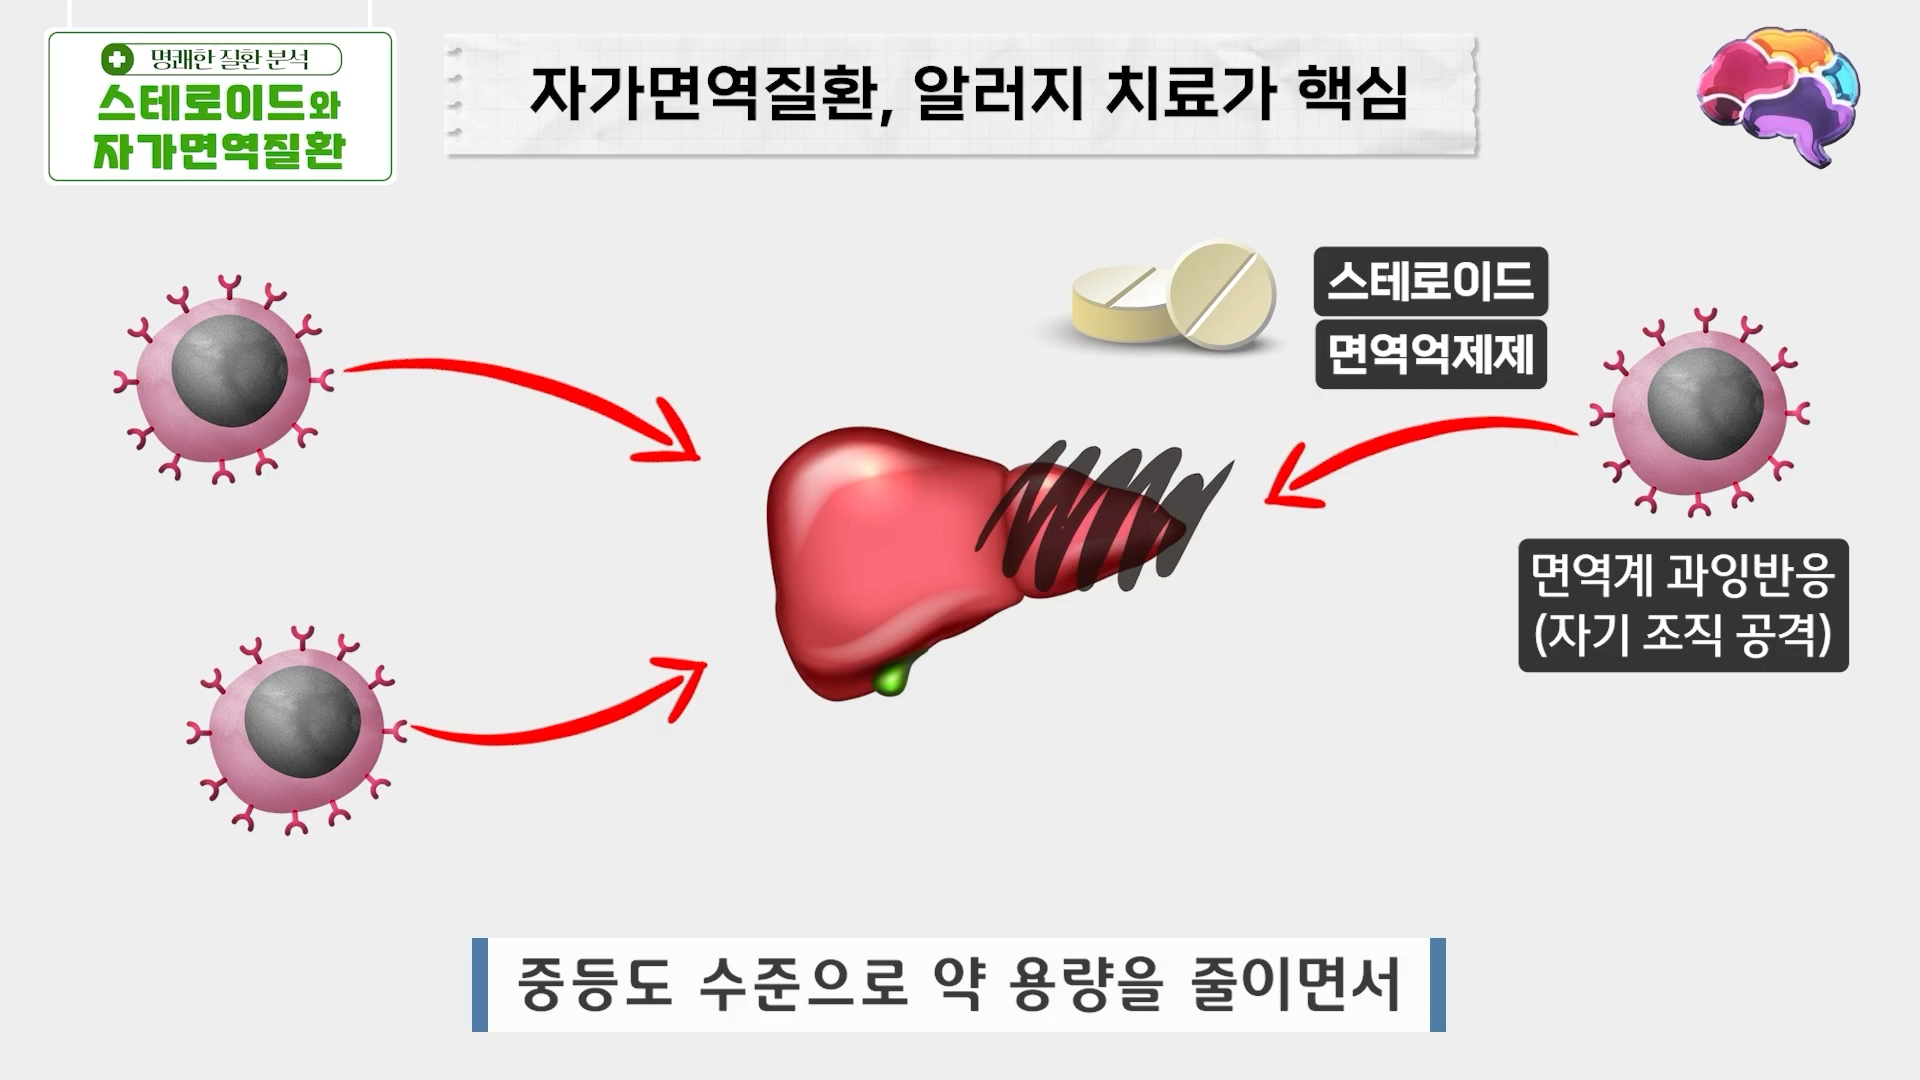 명쾌한 질환 분석
스테로이드와
자가면역질환
자가면역질환, 알러지 치료가 핵심
스테로이드
면역억제제
면역계 과잉반응
(자기 조직 공격)
중등도 수준으로 약 용량을 줄이면서